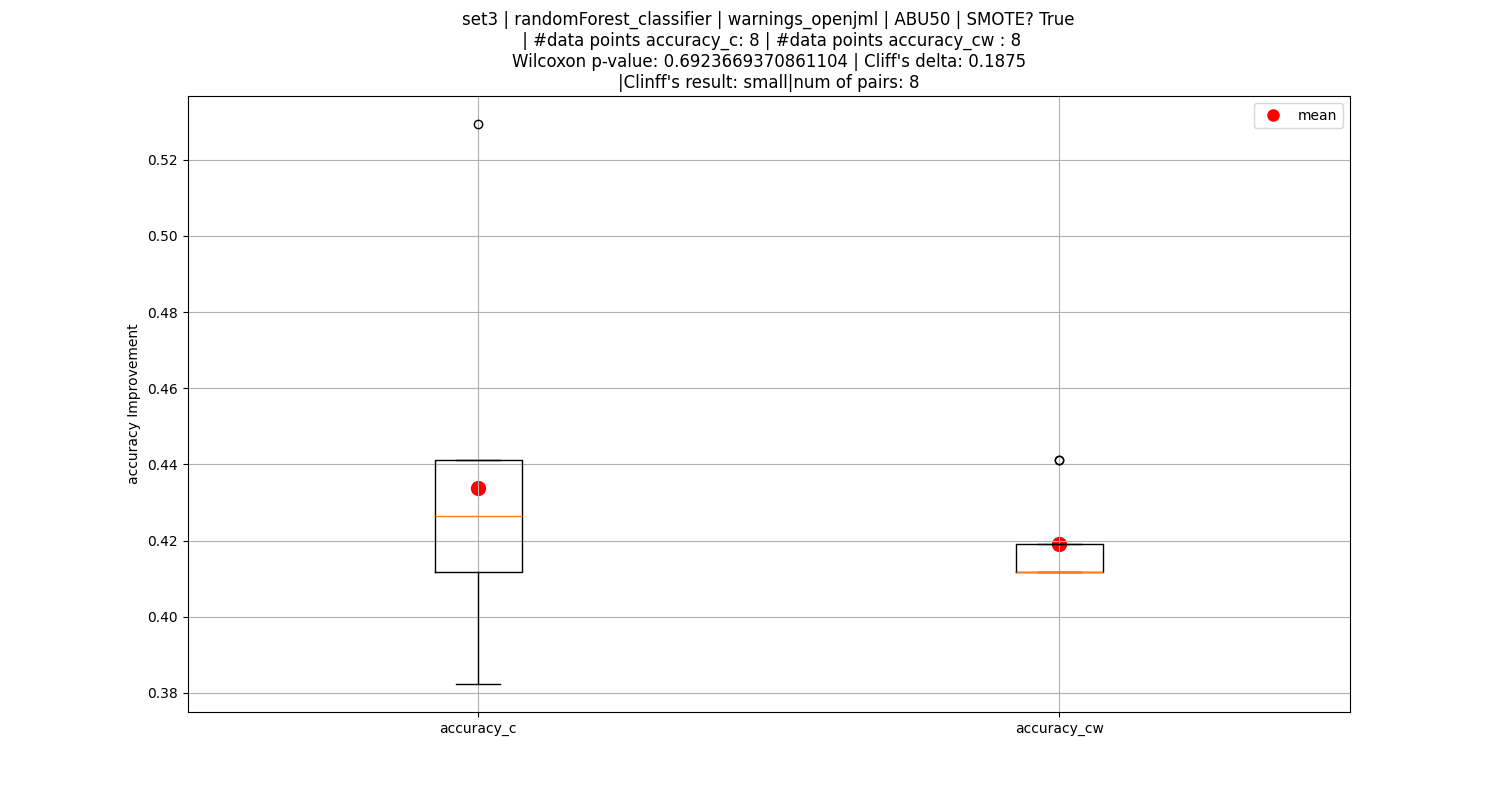 set3 | randomForest_classifier | warnings_openjml | ABU50 | SMOTE? True
| #data points accuracy_c: 8 | #data points accuracy_cw : 8
Wilcoxon p-value: 0.6923669370861104 | Cliff's delta: 0.1875
|Clinff's result: small|num of pairs: 8
mean
0.52
0.50
0.48
0.46
0.44
0.42
0.40
0.38
accuracy Improvement
accuracy_c
accuracy_cw